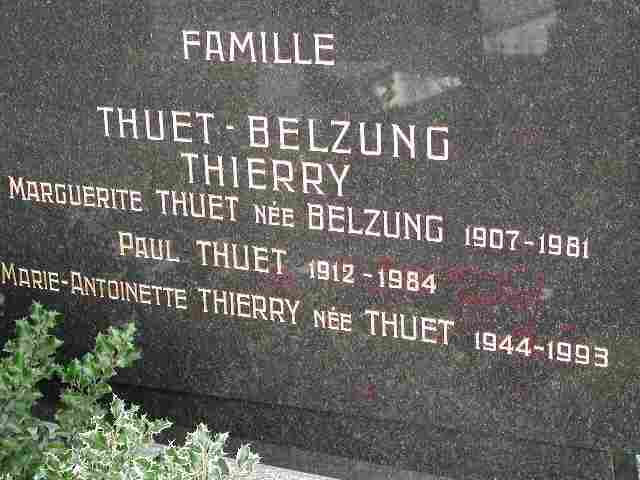 FAMILLE
THUET - BELZUNG
THIERRY
MARGUERITE THUET NÉE BELZUNG 1907-1981
PAUL THUET 1912-1984
MARIE-ANTOINETTE THIERRY NÉE THUET 1944-1993